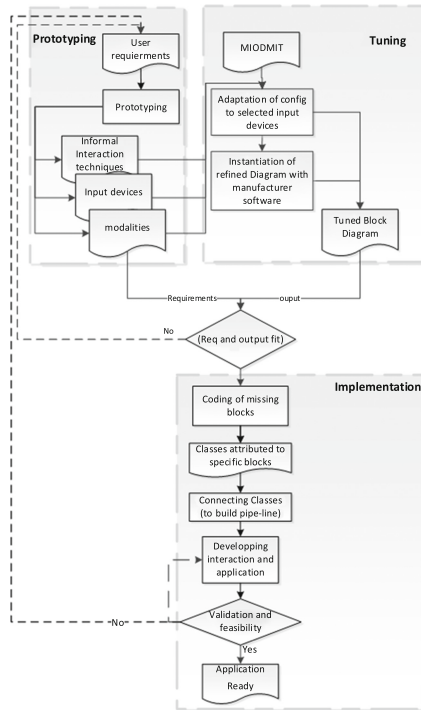 Prototyping
User
requierments
Prototyping
Informal
Interaction
techniques
Input devices
modalities
Tuning
MIODMIT
Adaptation of config
to selected input
devices
Instantiation of
refined Diagram with
manufacturer
software
Tuned Block
Diagram
Requirements
ouput
No
(Req and output fit)
Implementation
Coding of missing
blocks
Classes attributed to
specific blocks
Connecting Classes
(to build pipe-line)
Developping
interaction and
application
Validation and
feasibility
No
Yes
Application
Ready